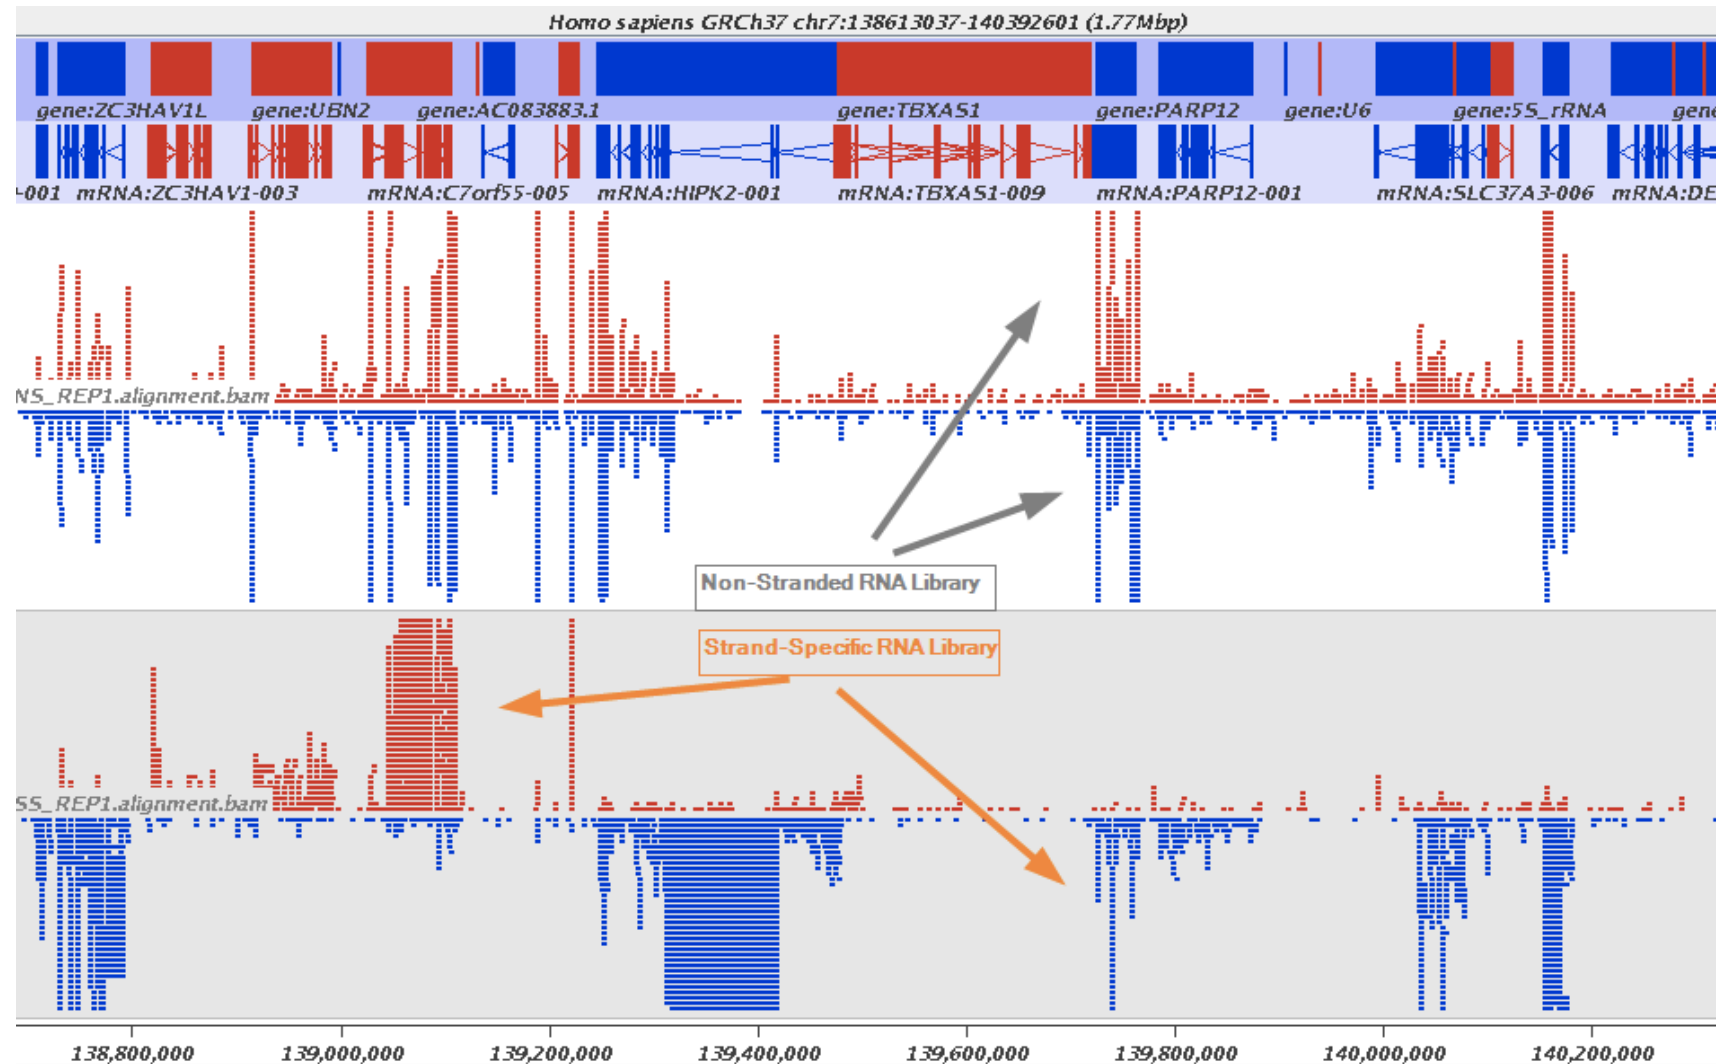 Homo sapiens GRCh37 chr7:138613037-140392601 (1.77Mbp)
gene:ZC3HAV1L gene:UBN2 gene:AC083883.1 gene:TBXAS1 gene:PARP12 gene:U6 gene:5S_rRNA gene
-001 mRNA:ZC3HAV1-003 mRNA:C7orf55-005 mRNA:HIPK2-001 mRNA:TBXAS1-009 mRNA:PARP12-001 mRNA:SLC37A3-006 mRNA:DE
NS_REP1.alignment.bam
Non-Stranded RNA Library
Strand-Specific RNA Library
SS_REP1.alignment.bam
138,800,000 139,000,000 139,200,000 139,400,000 139,600,000 139,800,000 140,000,000 140,200,000